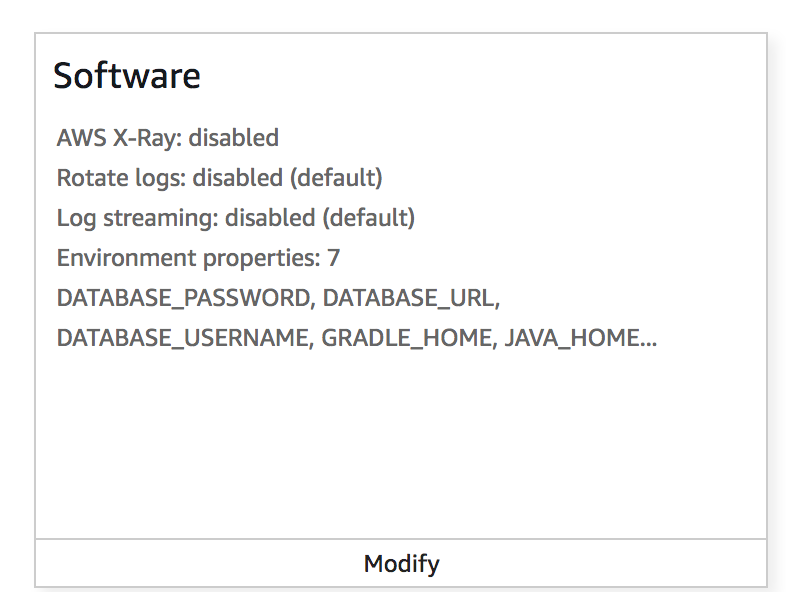 Software
AWS X-Ray: disabled
Rotate logs: disabled (default)
Log streaming: disabled (default)
Environment properties: 7
DATABASE_PASSWORD, DATABASE_URL,
DATABASE_USERNAME, GRADLE_HOME, JAVA_HOME...
Modify